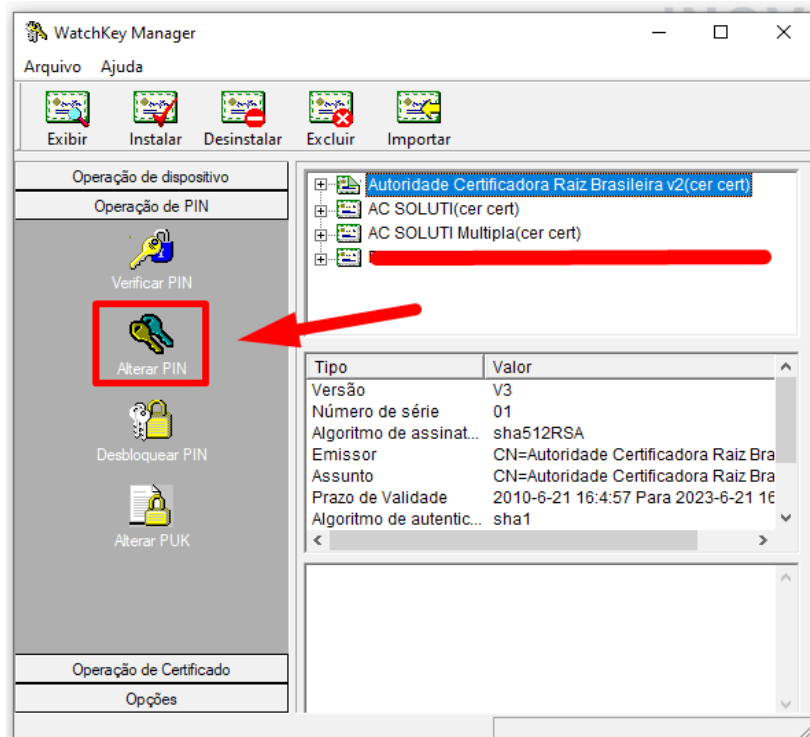 WatchKey Manager
Arquivo Ajuda
Exibir Instalar Desinstalar Excluir Importar
Operação de dispositivo
Operação de PIN
Verificar PIN
Alterar PIN
Desbloquear PIN
Alterar PUK
Operação de Certificado
Opções
Autoridade Certificadora Raiz Brasileira v2(cer cert)
AC SOLUTI(cer cert)
AC SOLUTI Multipla(cer cert)
Tipo Valor
Versão V3
Número de série 01
Algoritmo de assinat... sha512RSA
Emissor CN=Autoridade Certificadora Raiz Bra
Assunto CN=Autoridade Certificadora Raiz Bra
Prazo de Validade 2010-6-21 16:4:57 Para 2023-6-21 16
Algoritmo de autentic... sha1